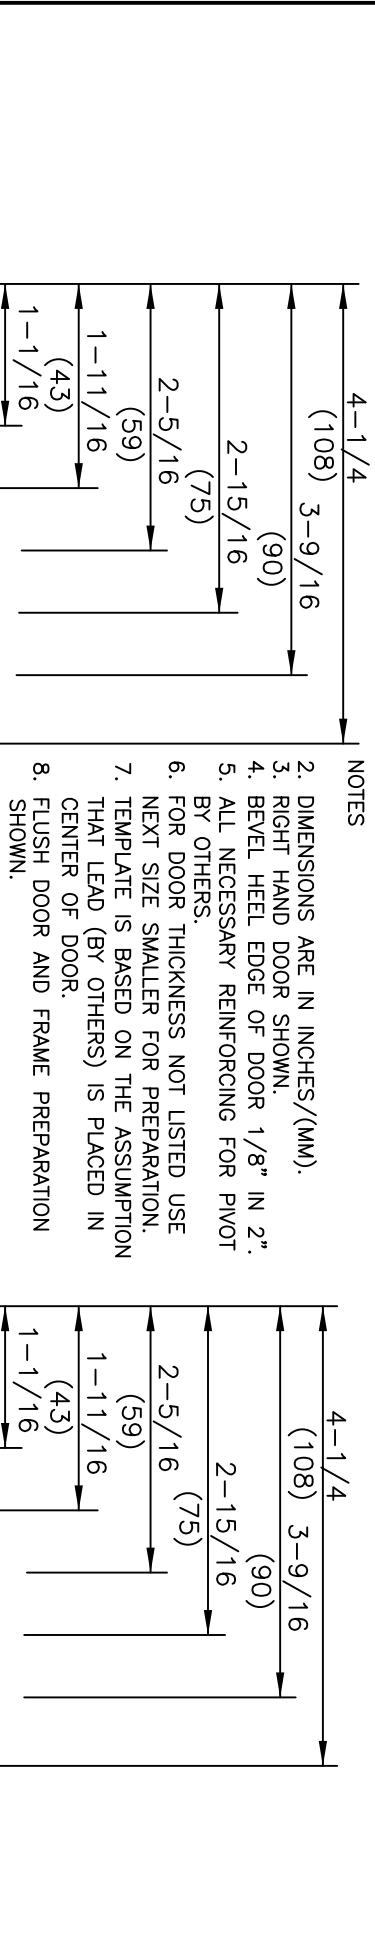 4-1/4
(108)
3-9/16
(90)
2-15/16
(75)
2-5/16
(59)
1-11/16
(43)
1-1/16
NOTES
2. DIMENSIONS ARE IN INCHES/(MM).
3. RIGHT HAND DOOR SHOWN.
4. BEVEL HEEL EDGE OF DOOR 1/8" IN 2".
5. ALL NECESSARY REINFORCING FOR PIVOT
BY OTHERS.
6. FOR DOOR THICKNESS NOT LISTED USE
NEXT SIZE SMALLER FOR PREPARATION.
7. TEMPLATE IS BASED ON THE ASSUMPTION
THAT LEAD (BY OTHERS) IS PLACED IN
CENTER OF DOOR.
8. FLUSH DOOR AND FRAME PREPARATION
SHOWN.
4-1/4
(108)
3-9/16
(90)
2-15/16
(75)
2-5/16
(59)
1-11/16
(43)
1-1/16